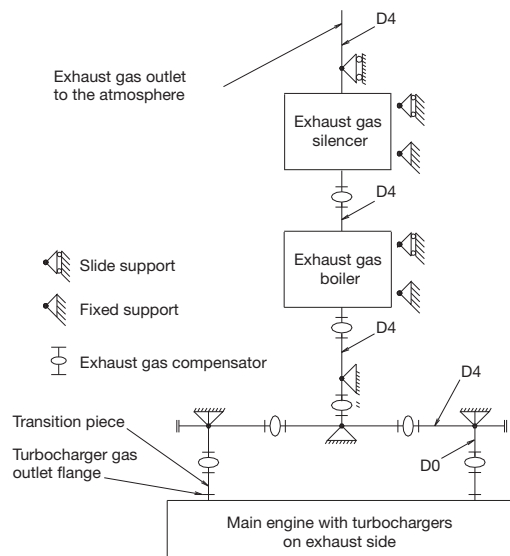 D4
Exhaust gas outlet
to the atmosphere
Exhaust gas
silencer
D4
Exhaust gas
boiler
Slide support
Fixed support
D4
Exhaust gas compensator
D4
Transition piece
Turbocharger gas
outlet flange
D0
Main engine with turbochargers
on exhaust side